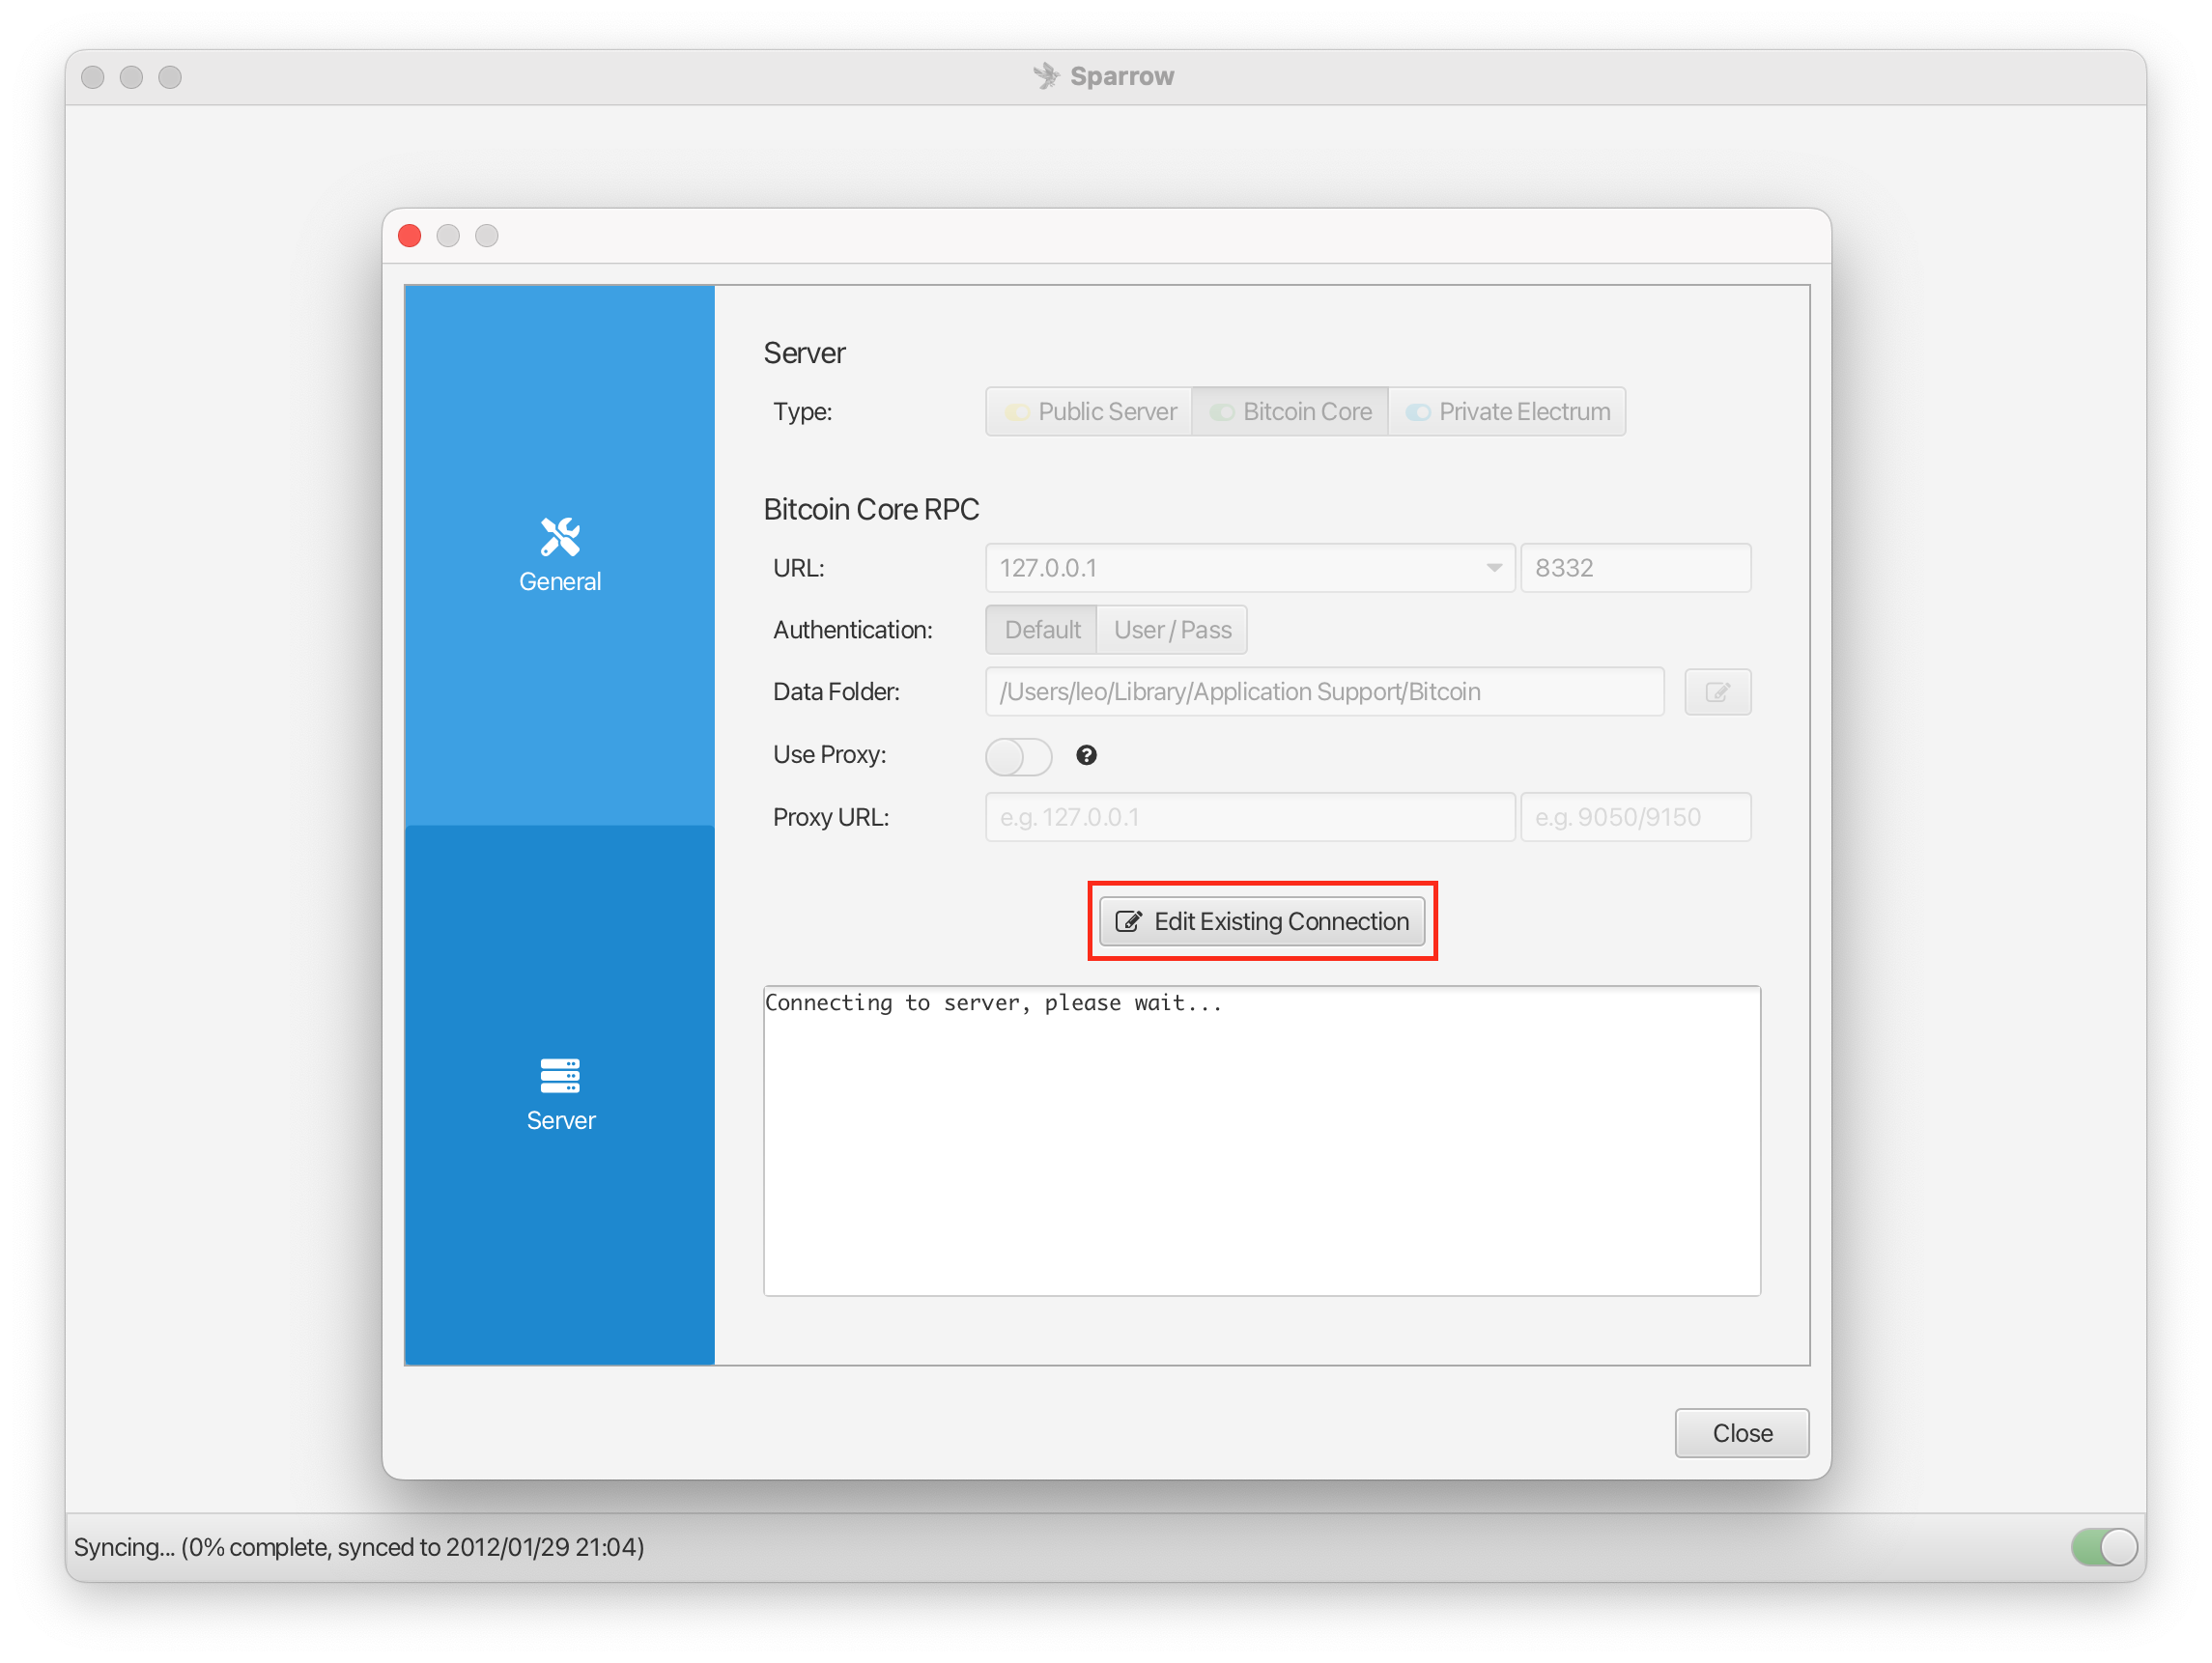 Sparrow
General
Server
Server
Type: Public Server Bitcoin Core Private Electrum
Bitcoin Core RPC
URL: 127.0.0.1 8332
Authentication: Default User / Pass
Data Folder: /Users/leo/Library/Application Support/Bitcoin
Use Proxy:
Proxy URL: e.g. 127.0.0.1 e.g. 9050/9150
Edit Existing Connection
Connecting to server, please wait...
Close
Syncing... (0% complete, synced to 2012/01/29 21:04)